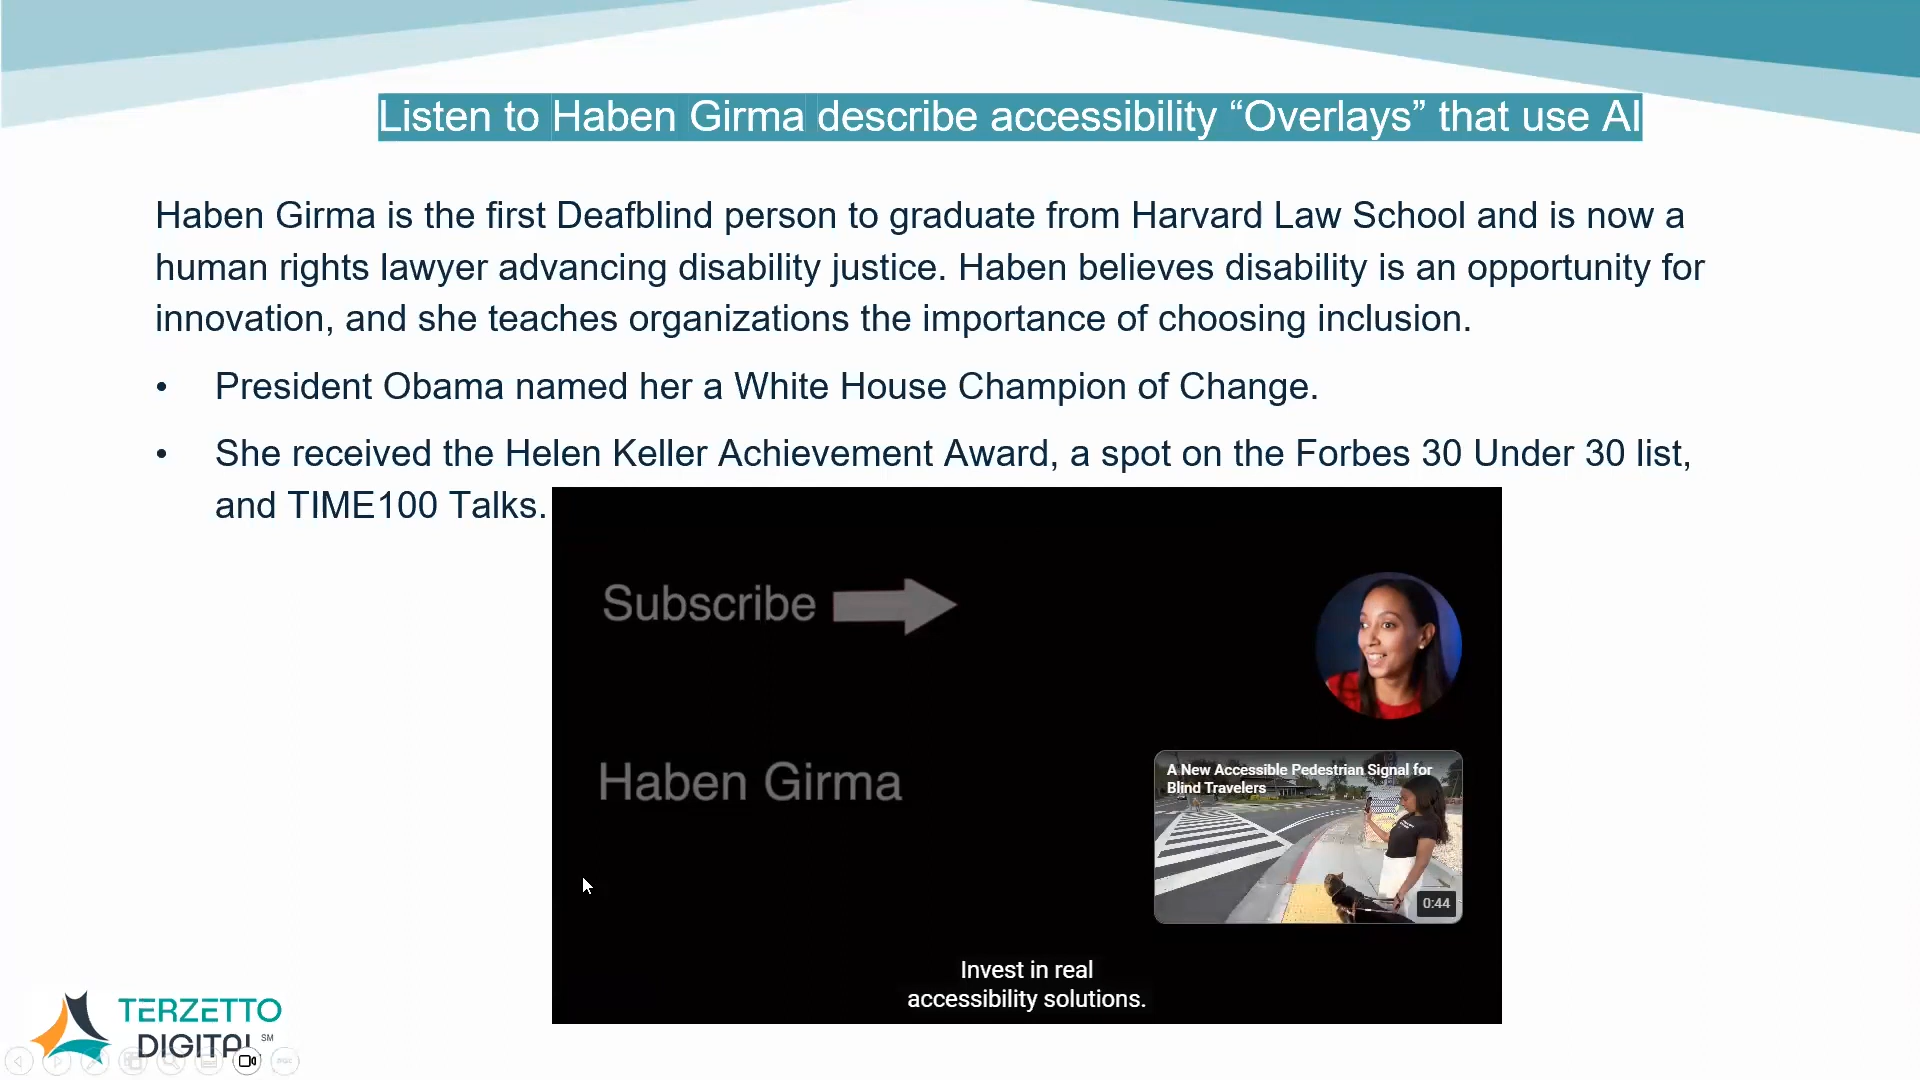 Listen to Haben Girma describe accessibility “Overlays” that use AI
Haben Girma is the first Deafblind person to graduate from Harvard Law School and is now a
human rights lawyer advancing disability justice. Haben believes disability is an opportunity for
innovation, and she teaches organizations the importance of choosing inclusion.
• President Obama named her a White House Champion of Change.
• She received the Helen Keller Achievement Award, a spot on the Forbes 30 Under 30 list,
and TIME100 Talks.
Subscribe
Haben Girma
A New Accessible Pedestrian Signal for
Blind Travelers
0:44
Invest in real
accessibility solutions.
TERZETTO
DIGITAL SM